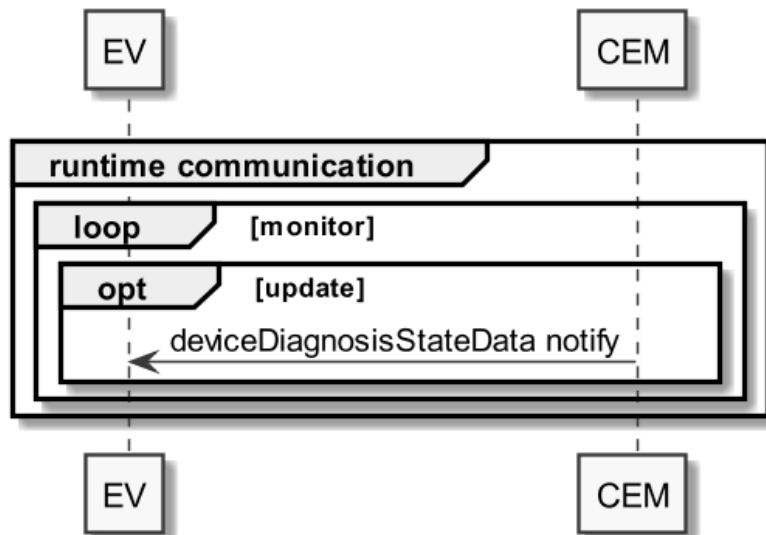 EV CEM
runtime communication
loop [monitor]
opt [update]
deviceDiagnosisStateData notify
EV CEM